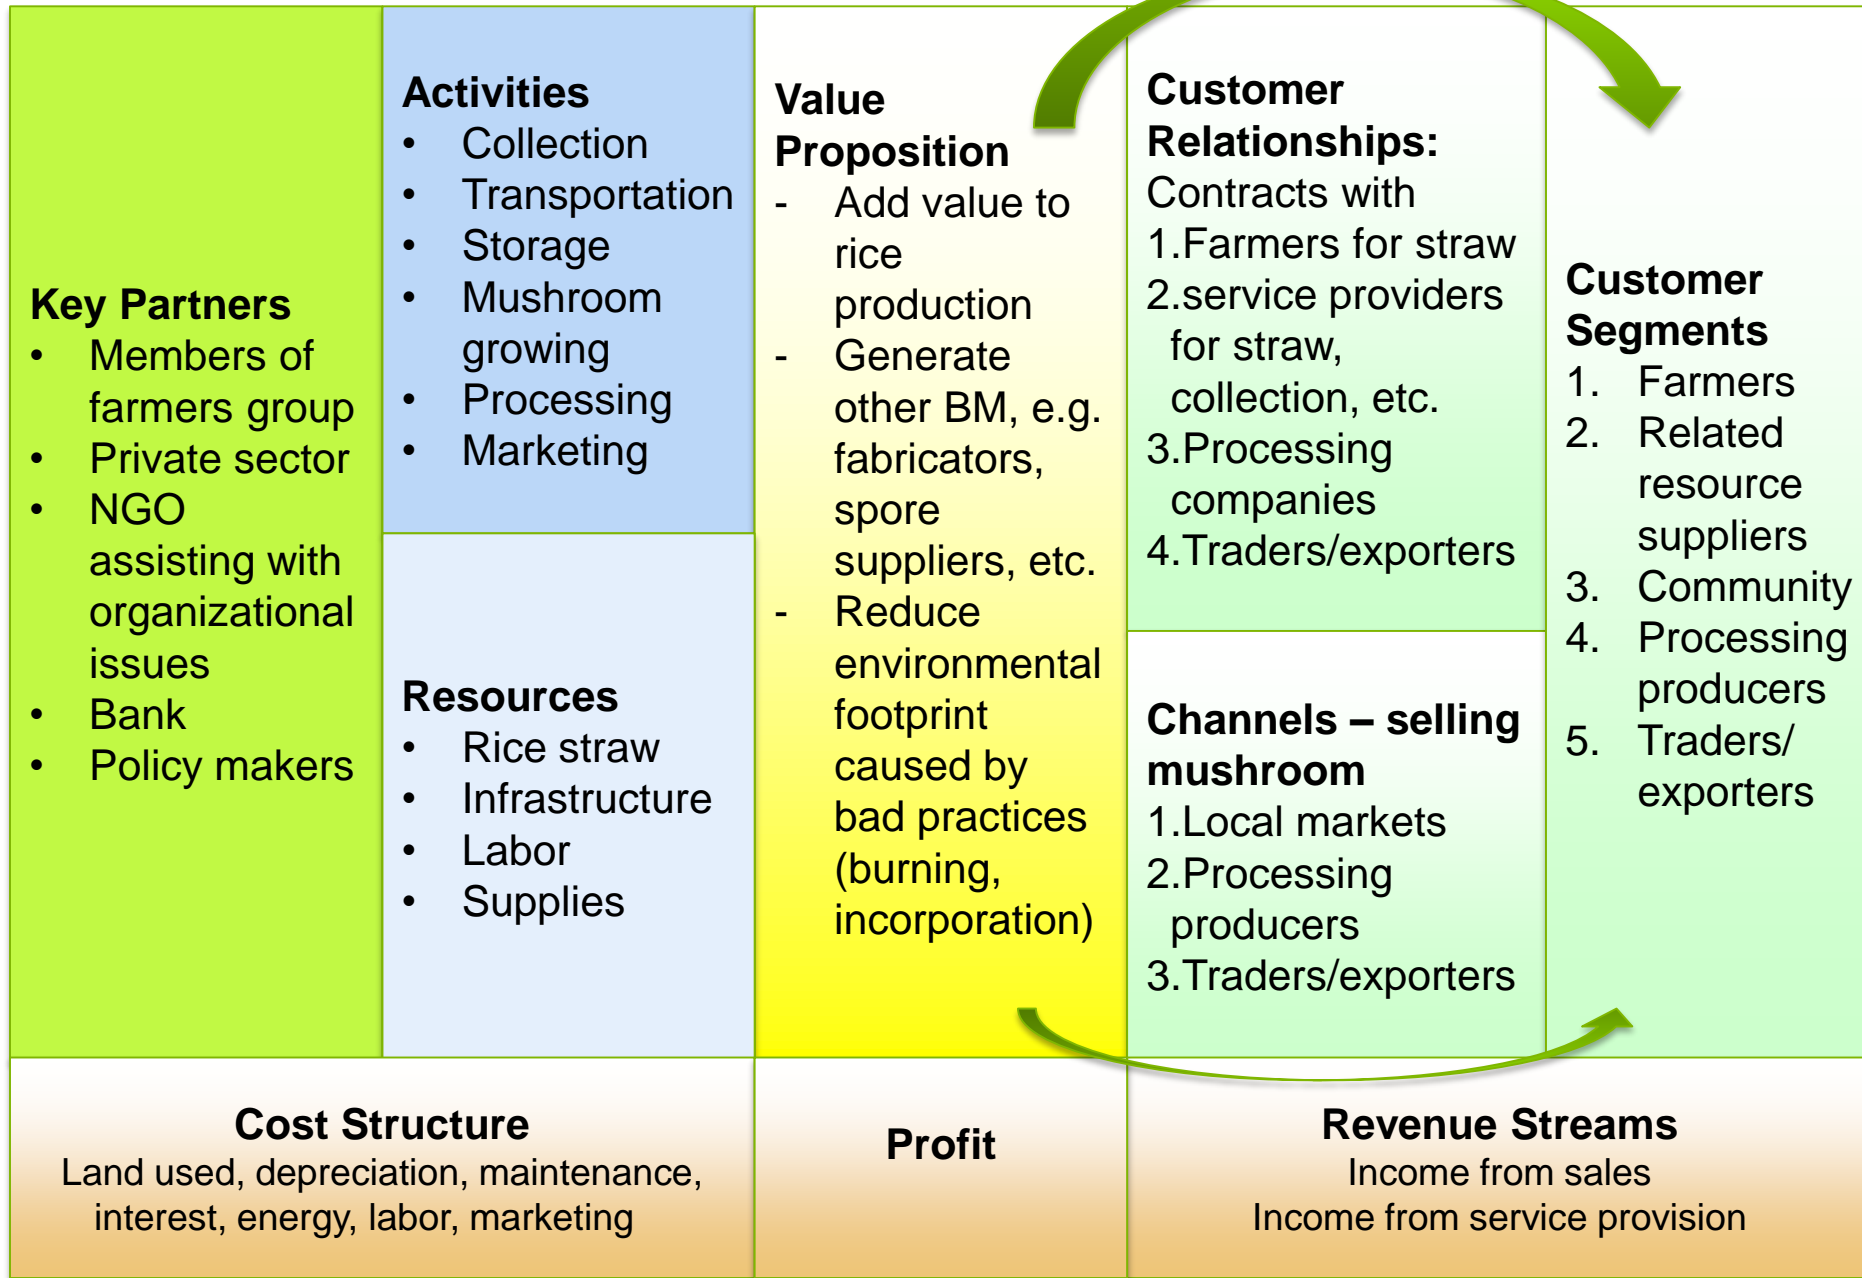 Key Partners
• Members of
farmers group
• Private sector
• NGO
assisting with
organizational
issues
• Bank
• Policy makers
Activities
• Collection
• Transportation
• Storage
• Mushroom
growing
• Processing
• Marketing
Resources
• Rice straw
• Infrastructure
• Labor
• Supplies
Value
Proposition
- Add value to
rice
production
- Generate
other BM, e.g.
fabricators,
spore
suppliers, etc.
- Reduce
environmental
footprint
caused by
bad practices
(burning,
incorporation)
Customer
Relationships:
Contracts with
1.Farmers for straw
2.service providers
for straw,
collection, etc.
3.Processing
companies
4.Traders/exporters
Channels – selling
mushroom
1.Local markets
2.Processing
producers
3.Traders/exporters
Customer
Segments
1. Farmers
2. Related
resource
suppliers
3. Community
4. Processing
producers
5. Traders/
exporters
Cost Structure
Land used, depreciation, maintenance,
interest, energy, labor, marketing
Profit
Revenue Streams
Income from sales
Income from service provision